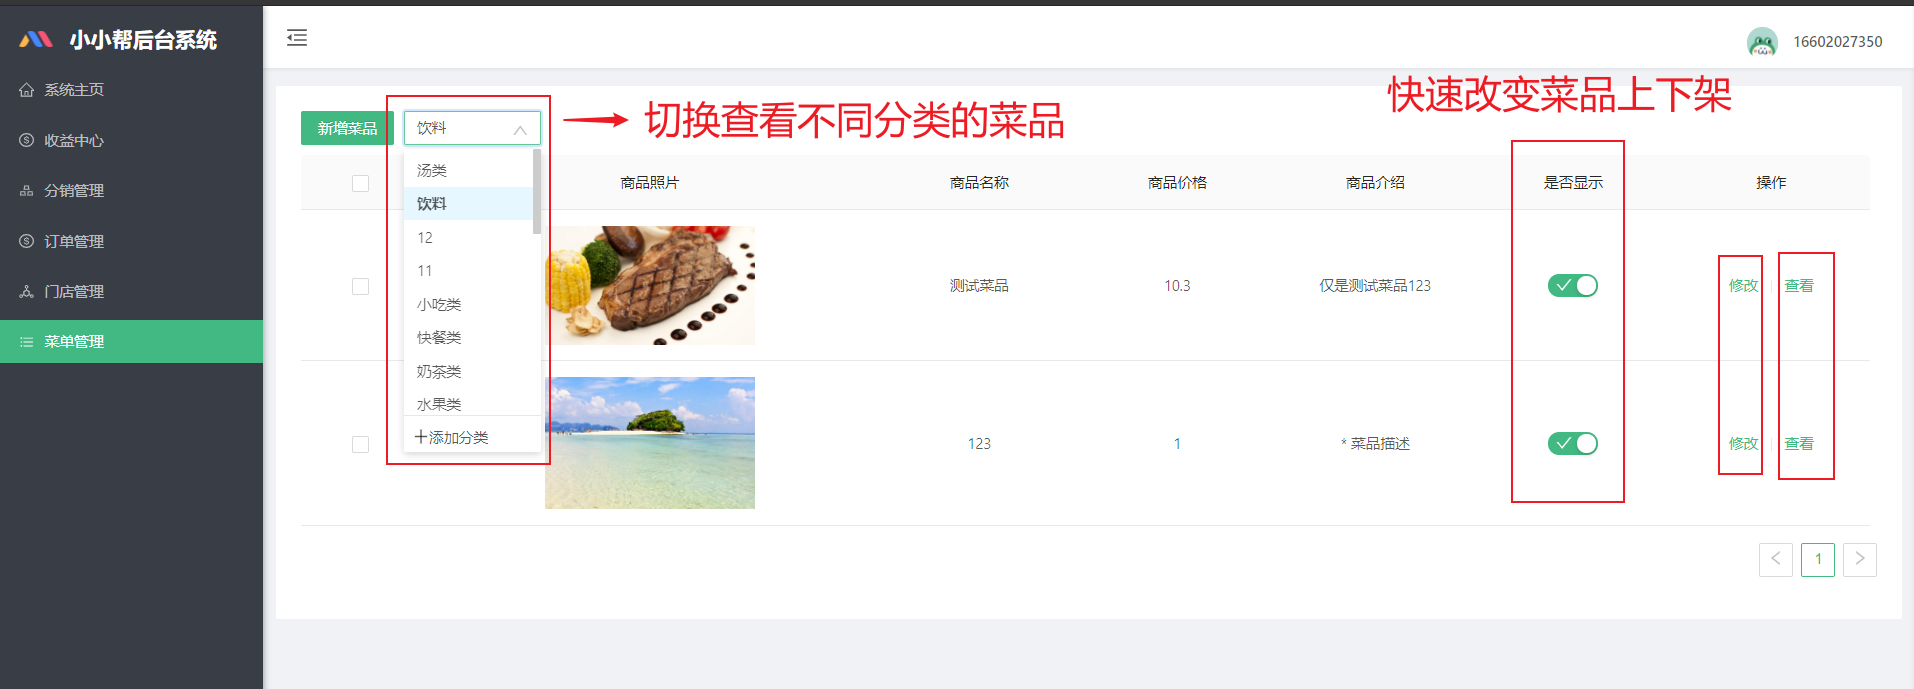 小小帮后台系统
16602027350
系统主页
收益中心
分销管理
订单管理
门店管理
菜单管理
快速改变菜品上下架
切换查看不同分类的菜品
新增菜品
饮料
汤类
饮料
12
11
小吃类
快餐类
奶茶类
水果类
添加分类
商品照片 商品名称 商品价格 商品介绍 是否显示 操作
测试菜品 10.3 仅是测试菜品123 修改 查看
123 1 * 菜品描述 修改 查看
1